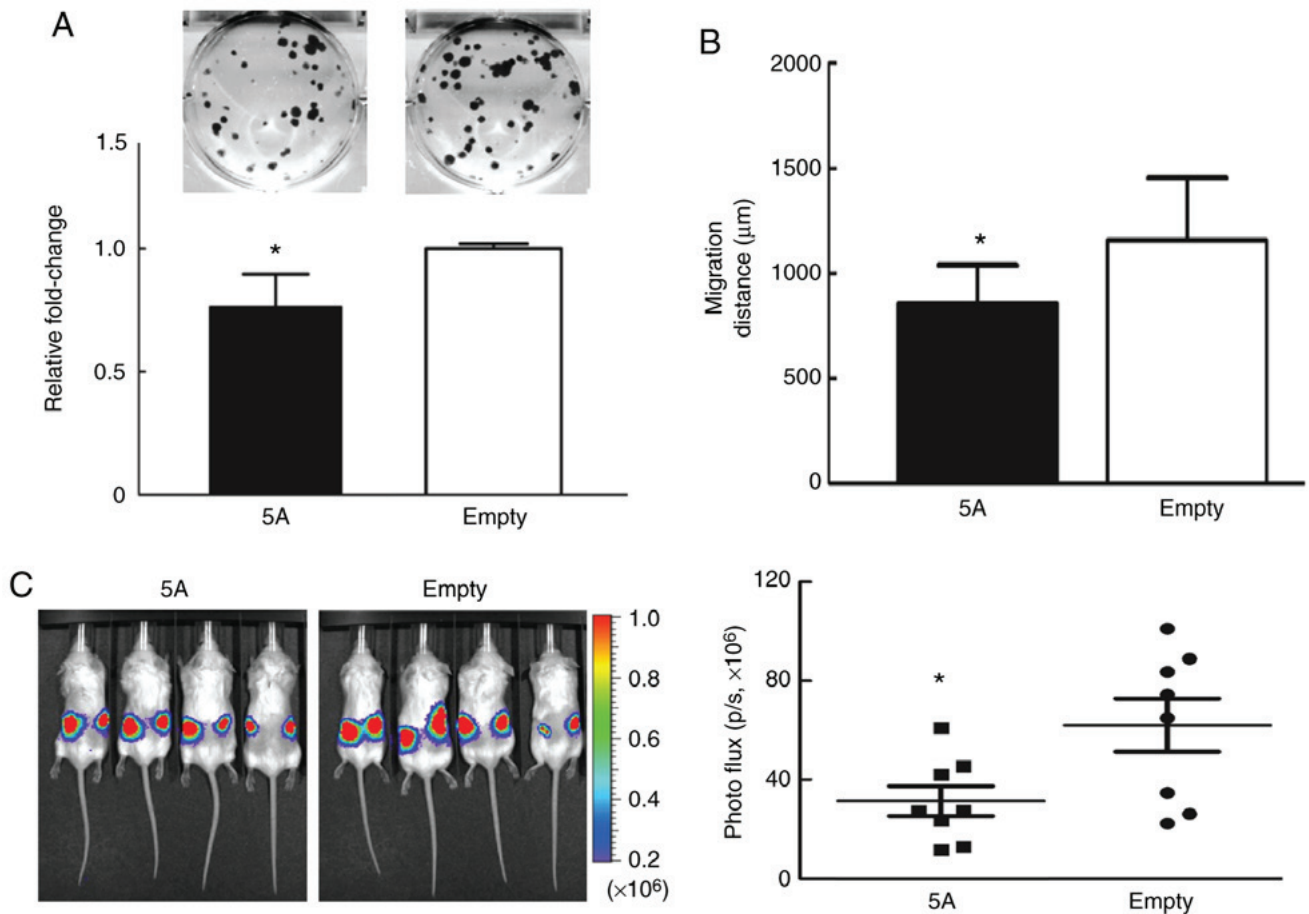 A
1.5
1.0
0.5
0
Relative fold-change
*
5A
Empty
B
2000
1500
1000
500
0
Migration
distance (μm)
*
5A
Empty
C
5A
Empty
1.0
0.8
0.6
0.4
0.2
(×10⁶)
120
80
40
0
Photo flux (p/s, ×10⁶)
*
5A
Empty